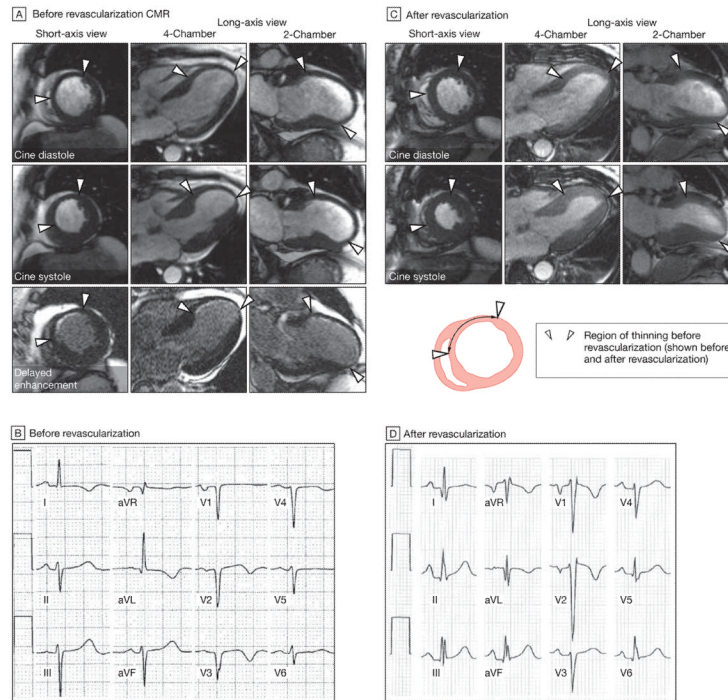 A Before revascularization CMR
Long-axis view
Short-axis view 4-Chamber 2-Chamber
Cine diastole
Cine systole
Delayed
enhancement
C After revascularization
Long-axis view
Short-axis view 4-Chamber 2-Chamber
Cine diastole
Cine systole
Region of thinning before
revascularization (shown before
and after revascularization)
B Before revascularization
I aVR V1 V4
II aVL V2 V5
III aVF V3 V6
D After revascularization
I aVR V1 V4
II aVL V2 V5
III aVF V3 V6